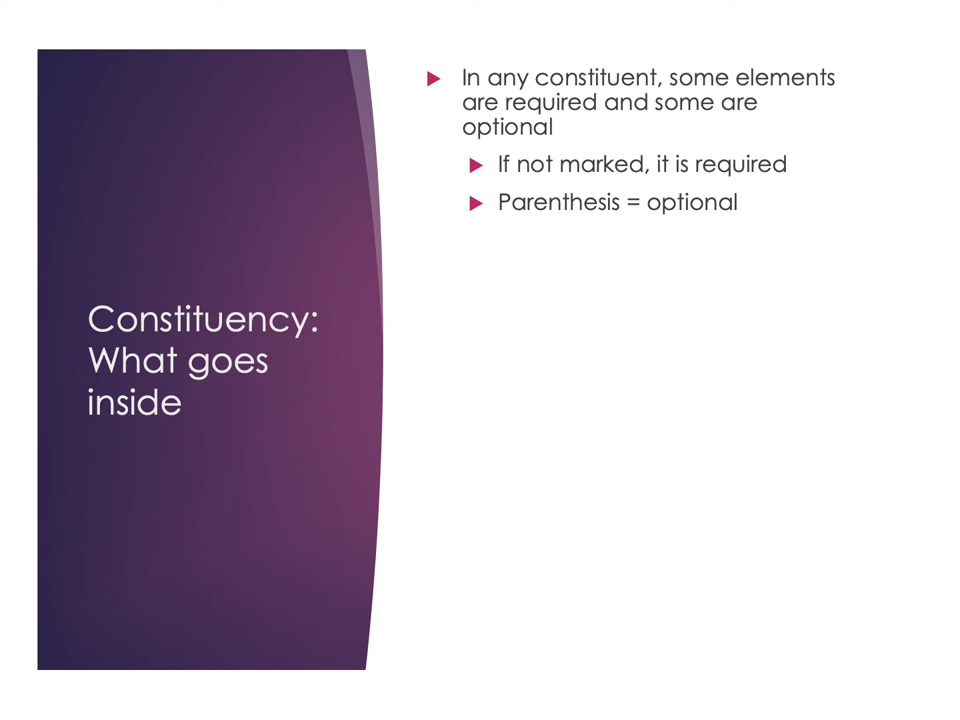 Constituency:
What goes
inside
In any constituent, some elements
are required and some are
optional
If not marked, it is required
Parenthesis = optional